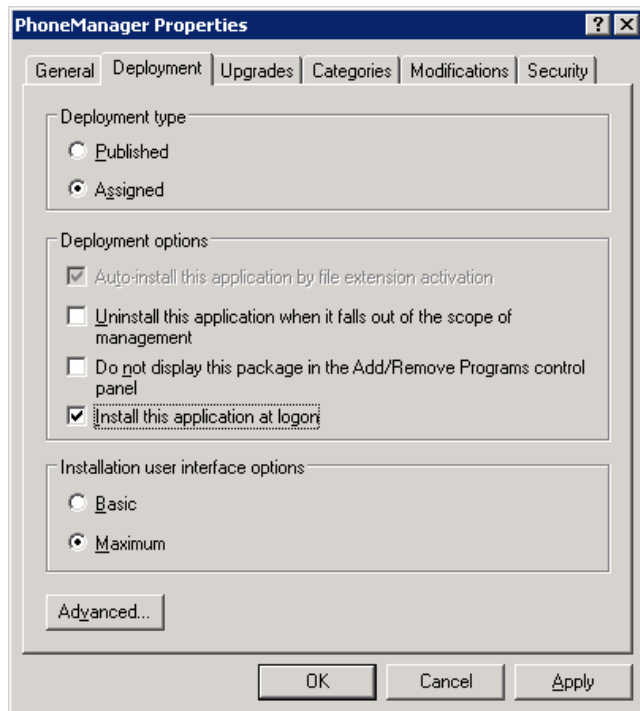 PhoneManager Properties
General Deployment Upgrades Categories Modifications Security
Deployment type
Published
Assigned
Deployment options
Auto-install this application by file extension activation
Uninstall this application when it falls out of the scope of
management
Do not display this package in the Add/Remove Programs control
panel
Install this application at logon
Installation user interface options
Basic
Maximum
Advanced...
OK Cancel Apply